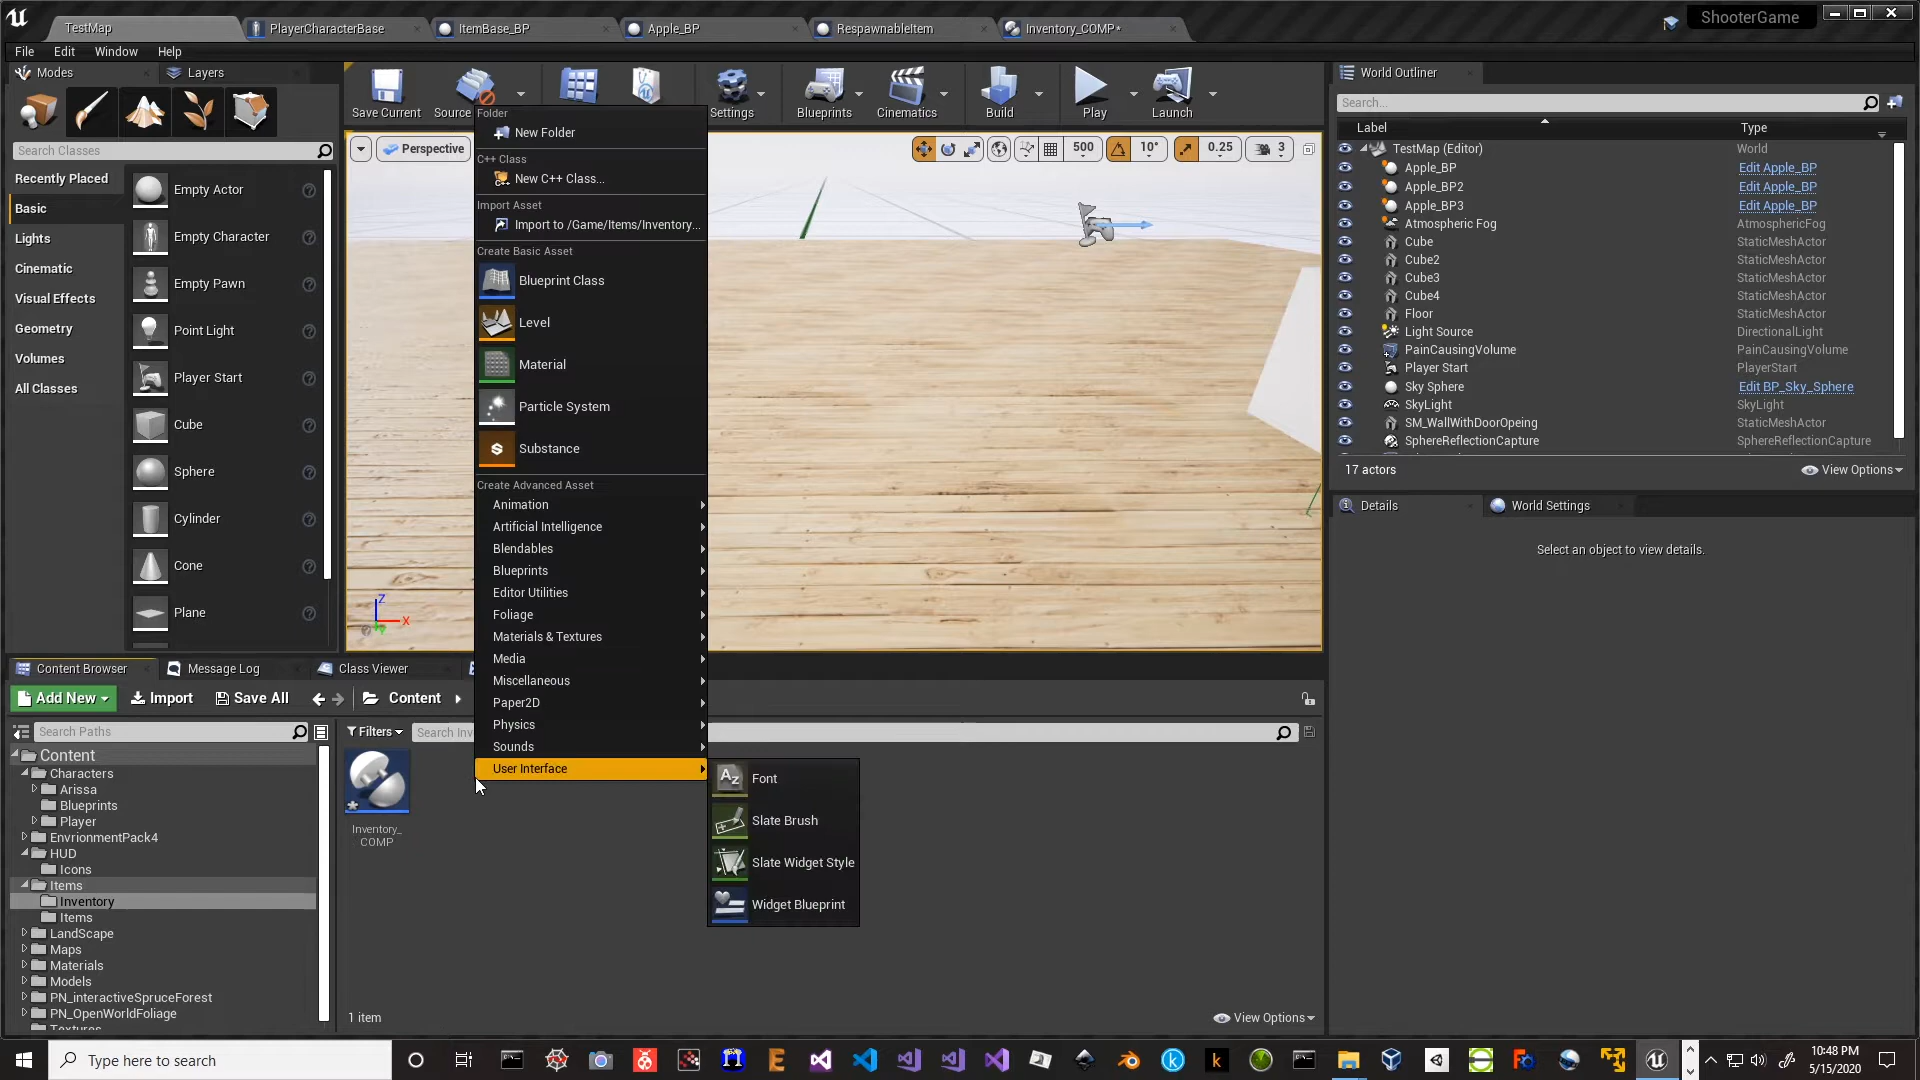 TestMap
PlayerCharacterBase
ItemBase_BP
Apple_BP
RespawnableItem
Inventory_COMP*
ShooterGame
File Edit Window Help
Modes
Layers
Save Current
Source
Settings
Blueprints
Cinematics
Build
Play
Launch
Search Classes
Recently Played
Basic
Lights
Cinematic
Visual Effects
Geometry
Volumes
All Classes
Empty Actor
Empty Character
Empty Pawn
Point Light
Player Start
Cube
Sphere
Cylinder
Cone
Plane
Perspective
500
10°
0.25
3
Z
X
Y
Folder
New Folder
C++ Class
New C++ Class...
Import Asset
Import to /Game/Items/Inventory...
Create Basic Asset
Blueprint Class
Level
Material
Particle System
Substance
Create Advanced Asset
Animation
Artificial Intelligence
Blendables
Blueprints
Editor Utilities
Foliage
Materials & Textures
Media
Miscellaneous
Paper2D
Physics
Sounds
User Interface
Font
Slate Brush
Slate Widget Style
Widget Blueprint
World Outliner
Search...
Label Type
TestMap (Editor) World
Apple_BP Edit Apple_BP
Apple_BP2 Edit Apple_BP
Apple_BP3 Edit Apple_BP
Atmospheric Fog AtmosphericFog
Cube StaticMeshActor
Cube2 StaticMeshActor
Cube3 StaticMeshActor
Cube4 StaticMeshActor
Floor StaticMeshActor
Light Source DirectionalLight
PainCausingVolume PainCausingVolume
Player Start PlayerStart
Sky Sphere Edit BP_Sky_Sphere
SkyLight SkyLight
SM_WallWithDoorOpeing StaticMeshActor
SphereReflectionCapture SphereReflectionCapture
17 actors View Options
Details
World Settings
Select an object to view details.
Content Browser
Message Log
Class Viewer
Add New
Import
Save All
Content
Search Paths
Filters
Search Inv
Content
Characters
Arissa
Blueprints
Player
EnvrionmentPack4
HUD
Icons
Items
Inventory
Items
LandScape
Maps
Materials
Models
PN_interactiveSpruceForest
PN_OpenWorldFoliage
Textures
Inventory_
COMP
1 item
View Options
Type here to search
10:48 PM
5/15/2020